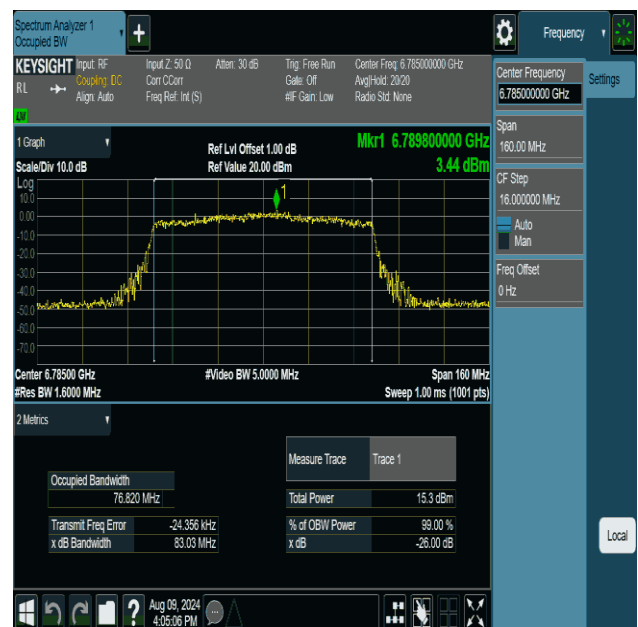 Spectrum Analyzer 1
Occupied BW
Frequency
KEYSIGHT Input: RF Input Z: 50 Ω Atten: 30 dB Trig: Free Run Center Freq: 6.785000000 GHz
RL Coupling: DC Corr CCorr Gate: Off Avg|Hold: 20/20
Align: Auto Freq Ref: Int (S) #IF Gain: Low Radio Std: None
Center Frequency
6.785000000 GHz
Settings
Span
160.00 MHz
CF Step
16.000000 MHz
Auto
Man
Freq Offset
0 Hz
1 Graph
Ref Lvl Offset 1.00 dB
Mkr1 6.789800000 GHz
Scale/Div 10.0 dB
Ref Value 20.00 dBm
3.44 dBm
Log
10.0
0.00
-10.0
-20.0
-30.0
-40.0
-50.0
-60.0
-70.0
1
Center 6.78500 GHz #Video BW 5.0000 MHz Span 160 MHz
#Res BW 1.6000 MHz Sweep 1.00 ms (1001 pts)
2 Metrics
Measure Trace Trace 1
Occupied Bandwidth
76.820 MHz
Total Power 15.3 dBm
Transmit Freq Error -24.356 kHz
% of OBW Power 99.00 %
x dB Bandwidth 83.03 MHz
x dB -26.00 dB
Local
?
Aug 09, 2024
4:05:06 PM